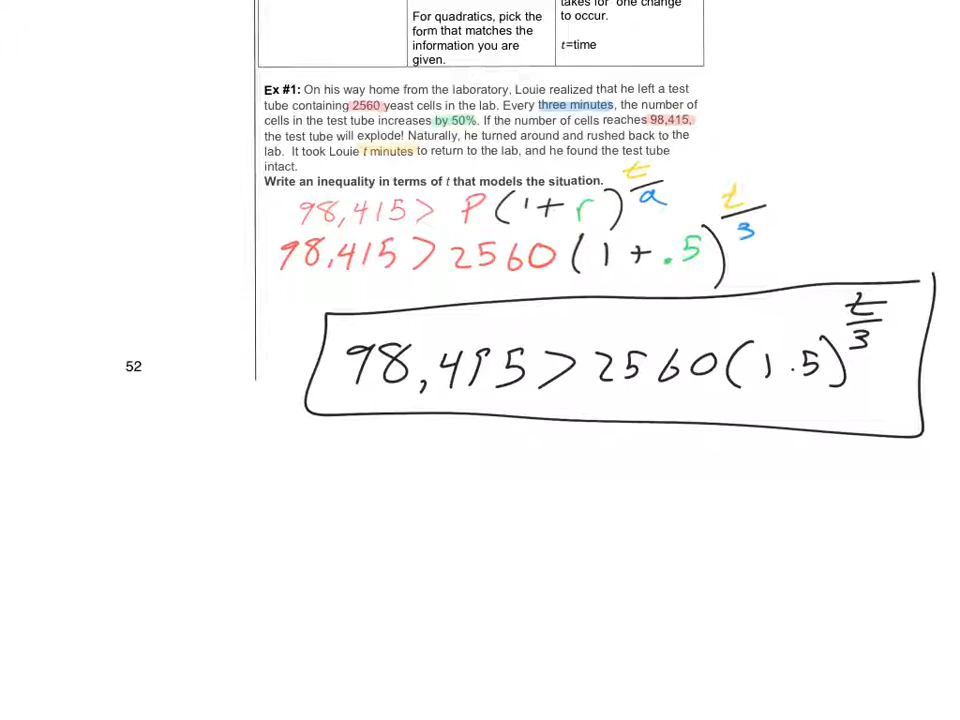 For quadratics, pick the
form that matches the
information you are
given.
takes for one change
to occur.
t=time
Ex #1: On his way home from the laboratory, Louie realized that he left a test
tube containing 2560 yeast cells in the lab. Every three minutes, the number of
cells in the test tube increases by 50%. If the number of cells reaches 98,415,
the test tube will explode! Naturally, he turned around and rushed back to the
lab. It took Louie t minutes to return to the lab, and he found the test tube
intact.
Write an inequality in terms of t that models the situation.
98,415 > P(1+r)^(t/a)
98,415 > 2560(1+.5)^(t/3)
98,415 > 2560(1.5)^(t/3)
52